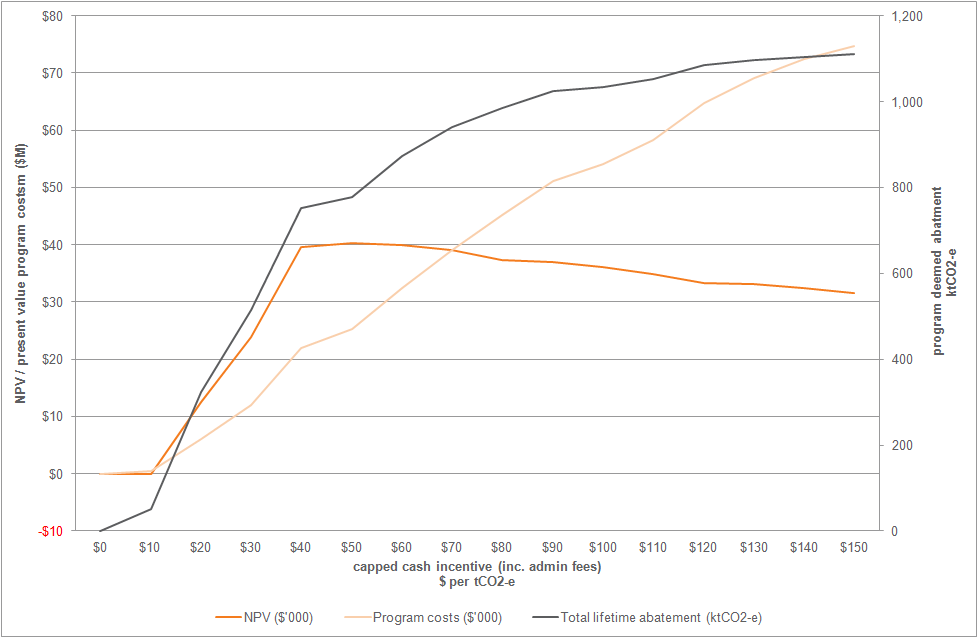 $80
$70
$60
$50
$40
$30
$20
$10
$0
-$10
NPV / present value program costsm ($M)
1,200
1,000
800
600
400
200
0
program deemed abatment
ktCO2-e
$0 $10 $20 $30 $40 $50 $60 $70 $80 $90 $100 $110 $120 $130 $140 $150
capped cash incentive (inc. admin fees)
$ per tCO2-e
NPV ($'000) Program costs ($'000) Total lifetime abatement (ktCO2-e)